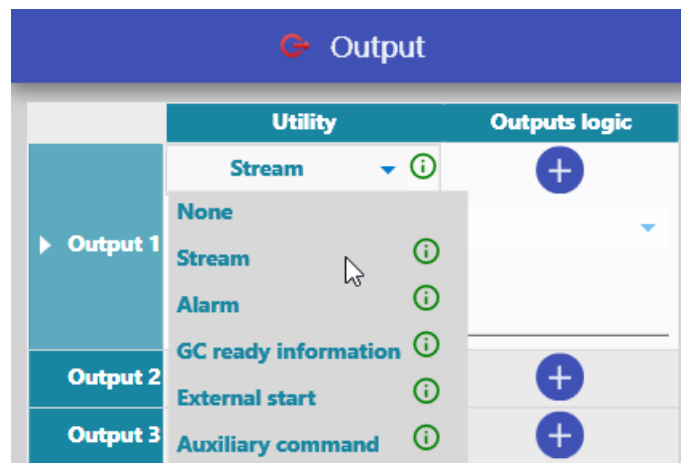 Output
Utility
Outputs logic
Output 1
Stream
None
Stream
Alarm
GC ready information
External start
Auxiliary command
Output 2
Output 3